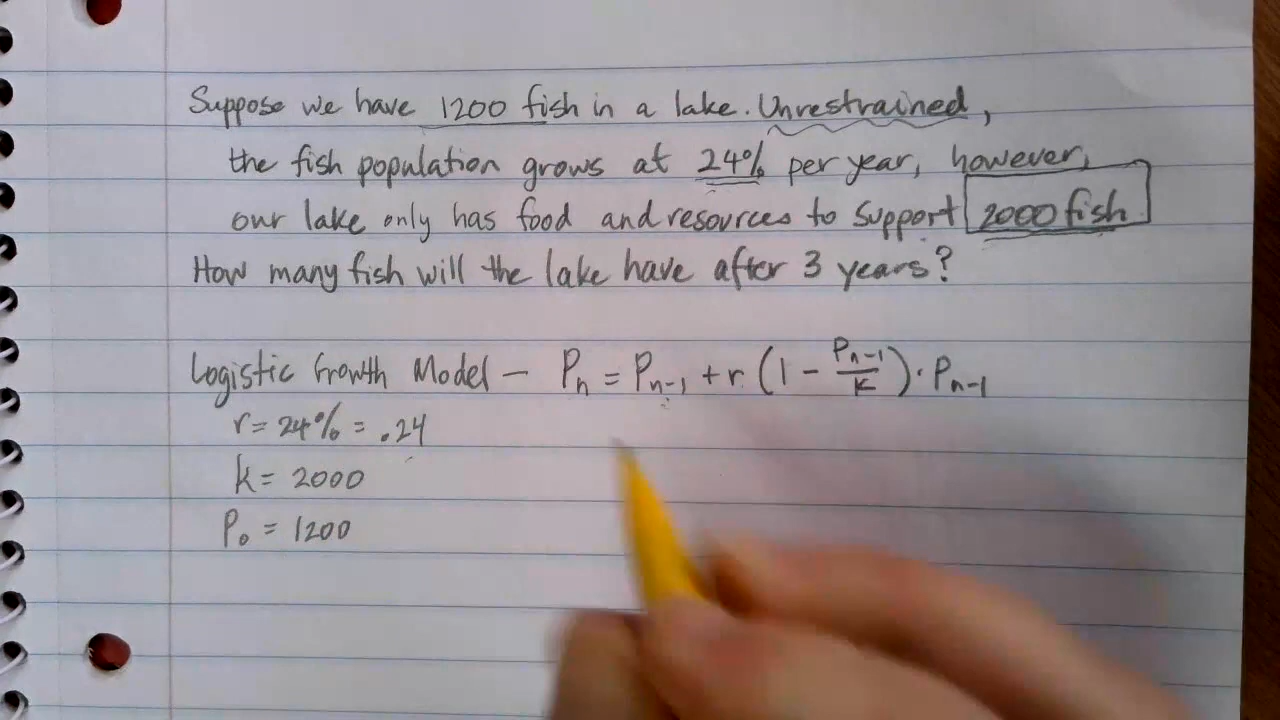 Suppose we have 1200 fish in a lake. Unrestrained,
the fish population grows at 24% per year, however,
our lake only has food and resources to support 2000 fish.
How many fish will the lake have after 3 years?
Logistic Growth Model – Pₙ = Pₙ₋₁ + r (1 - Pₙ₋₁/K) · Pₙ₋₁
r = 24% = .24
k = 2000
P₀ = 1200